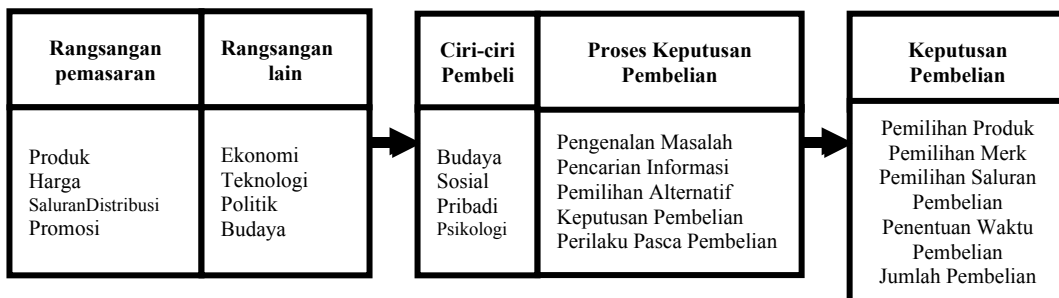 Rangsangan
pemasaran
Produk
Harga
SaluranDistribusi
Promosi
Rangsangan
lain
Ekonomi
Teknologi
Politik
Budaya
Ciri-ciri
Pembeli
Budaya
Sosial
Pribadi
Psikologi
Proses Keputusan
Pembelian
Pengenalan Masalah
Pencarian Informasi
Pemilihan Alternatif
Keputusan Pembelian
Perilaku Pasca Pembelian
Keputusan
Pembelian
Pemilihan Produk
Pemilihan Merk
Pemilihan Saluran
Pembelian
Penentuan Waktu
Pembelian
Jumlah Pembelian